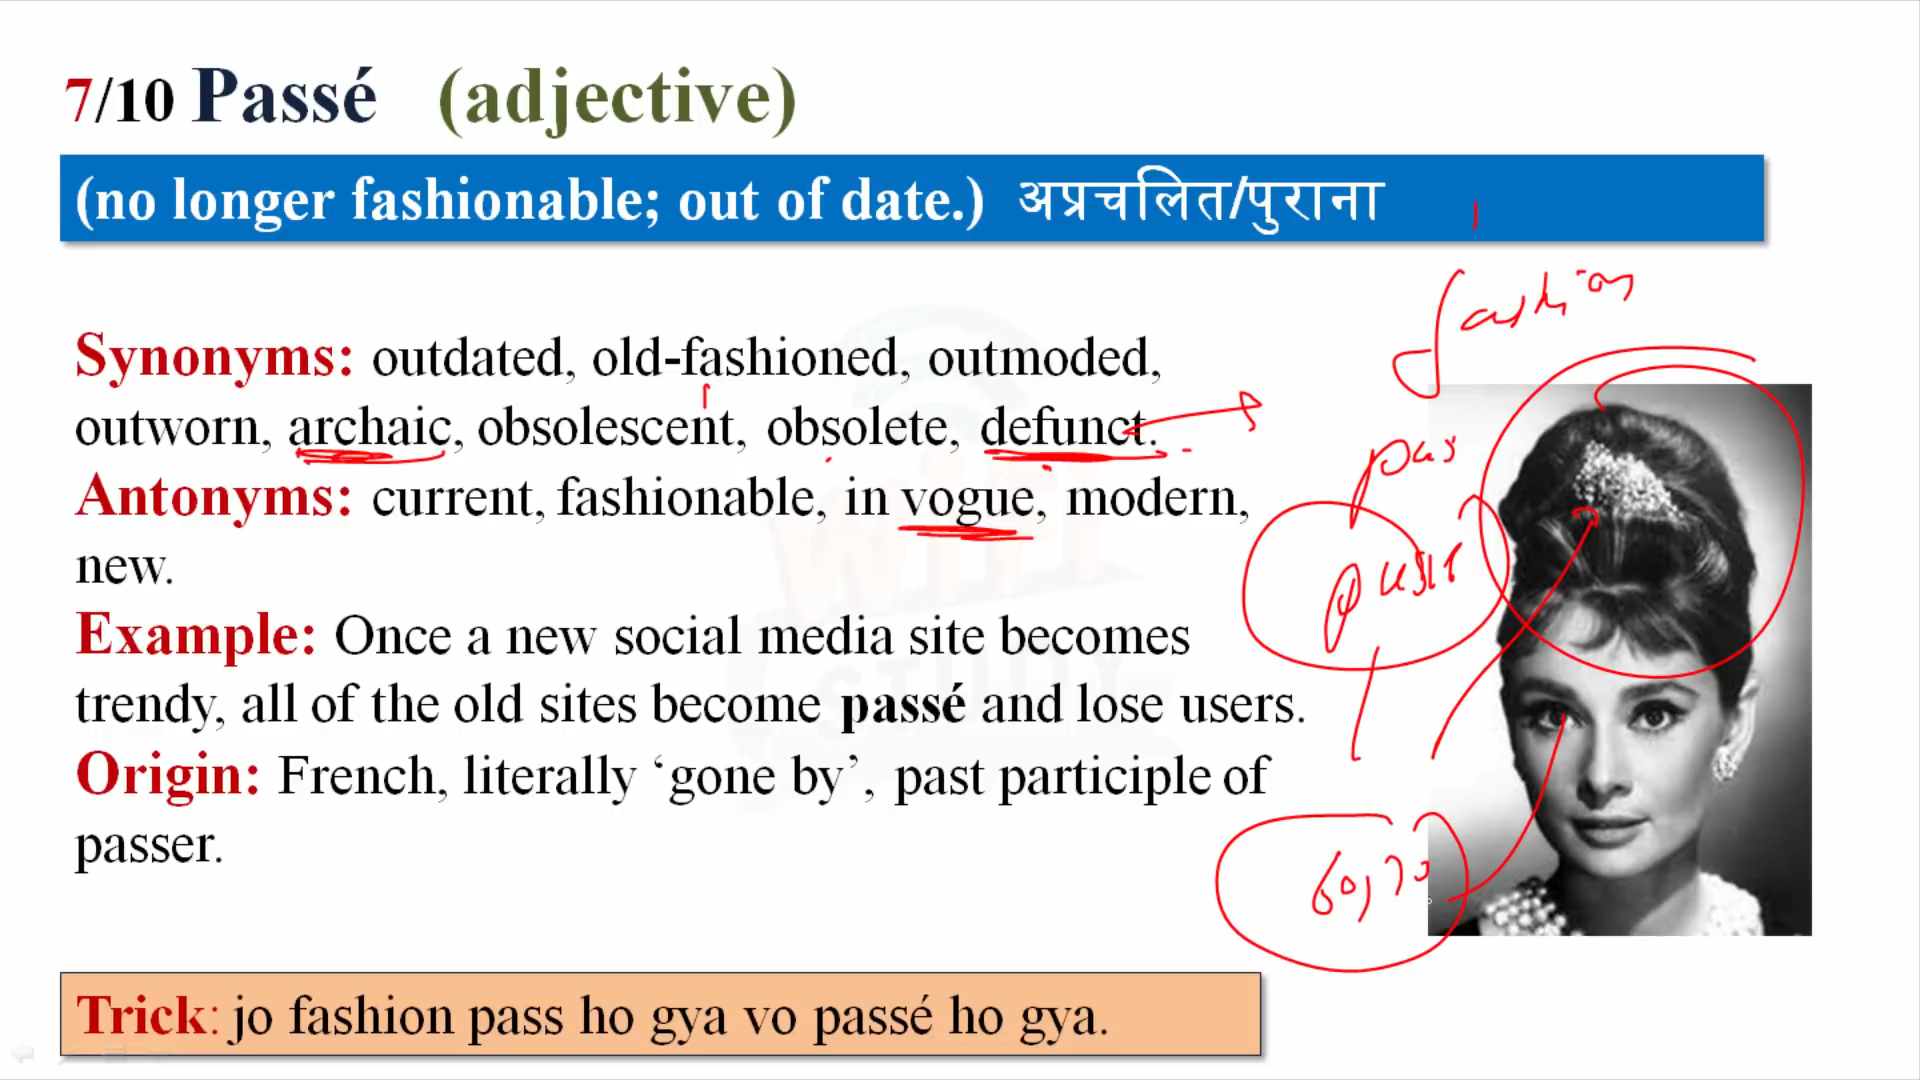 7/10 Passé (adjective)
(no longer fashionable; out of date.) अप्रचलित/पुराना
fashion
Synonyms: outdated, old-fashioned, outmoded,
outworn, archaic, obsolescent, obsolete, defunct.
pas
Antonyms: current, fashionable, in vogue, modern,
new.
Example: Once a new social media site becomes
trendy, all of the old sites become passé and lose users.
Origin: French, literally ‘gone by’, past participle of
passer.
60,70
Trick: jo fashion pass ho gya vo passé ho gya.